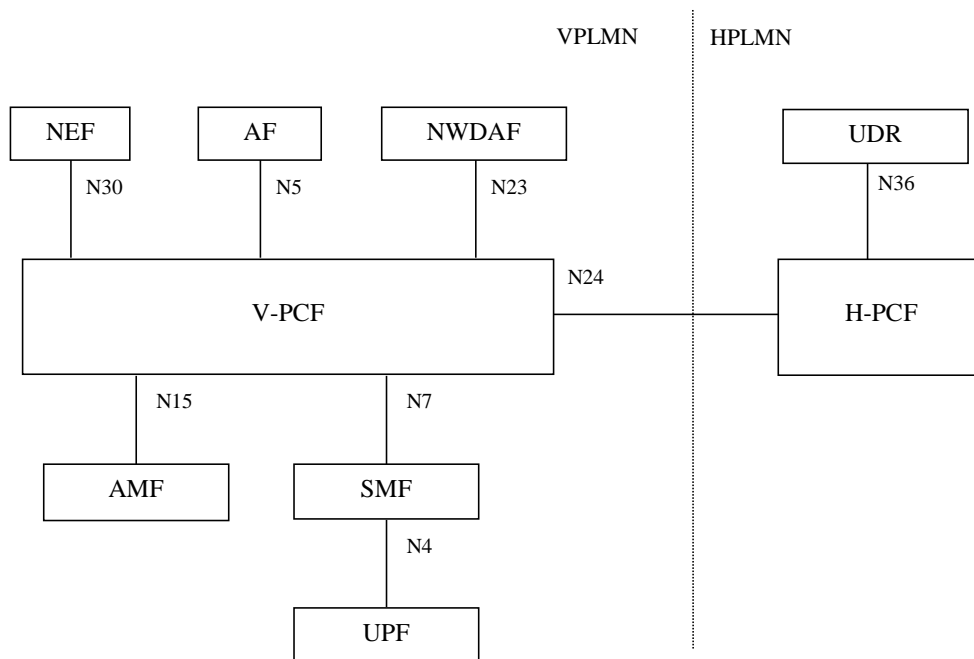 VPLMN HPLMN
NEF AF NWDAF UDR
N30 N5 N23 N36
N24
V-PCF H-PCF
N15 N7
AMF SMF
N4
UPF